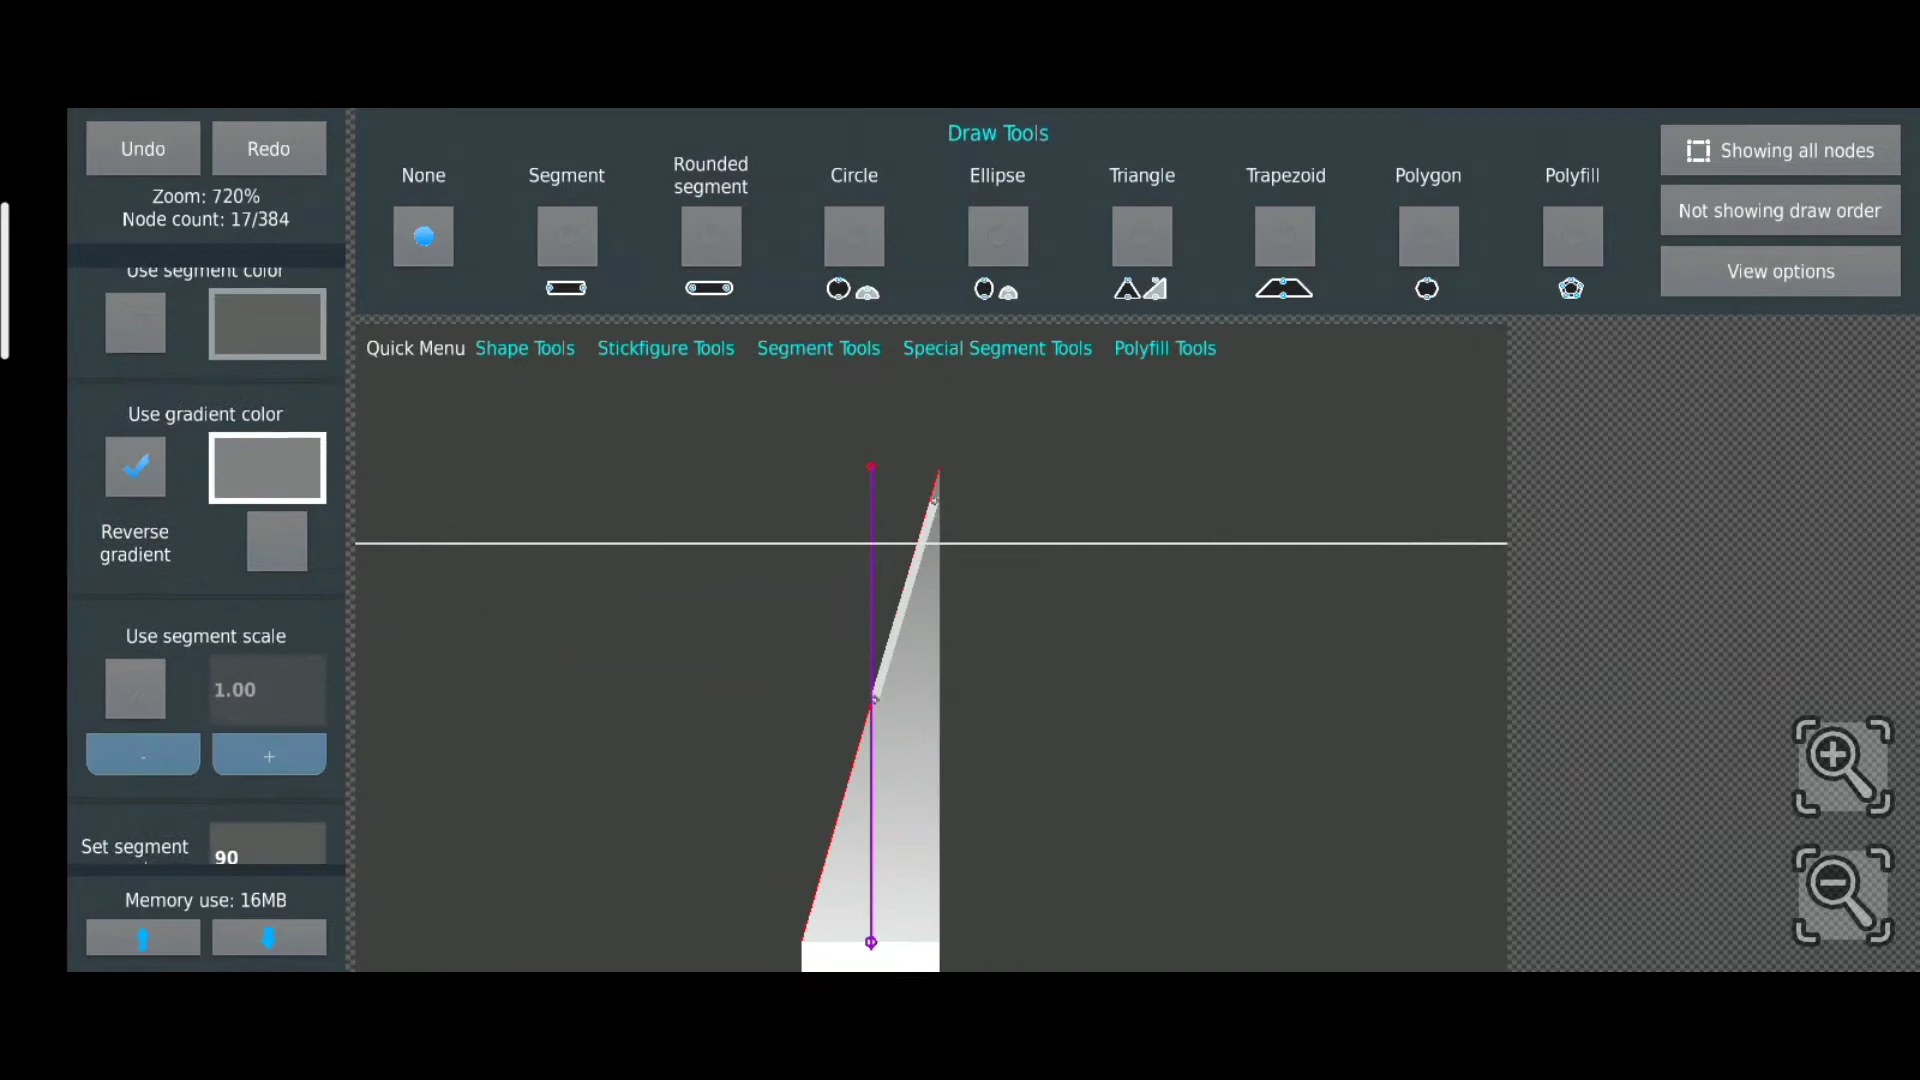 Undo
Redo
Zoom: 720%
Node count: 17/384
Use segment color
Use gradient color
Reverse
gradient
Use segment scale
1.00
-
+
Set segment
90
Memory use: 16MB
Draw Tools
None
Segment
Rounded
segment
Circle
Ellipse
Triangle
Trapezoid
Polygon
Polyfill
Showing all nodes
Not showing draw order
View options
Quick Menu Shape Tools Stickfigure Tools Segment Tools Special Segment Tools Polyfill Tools